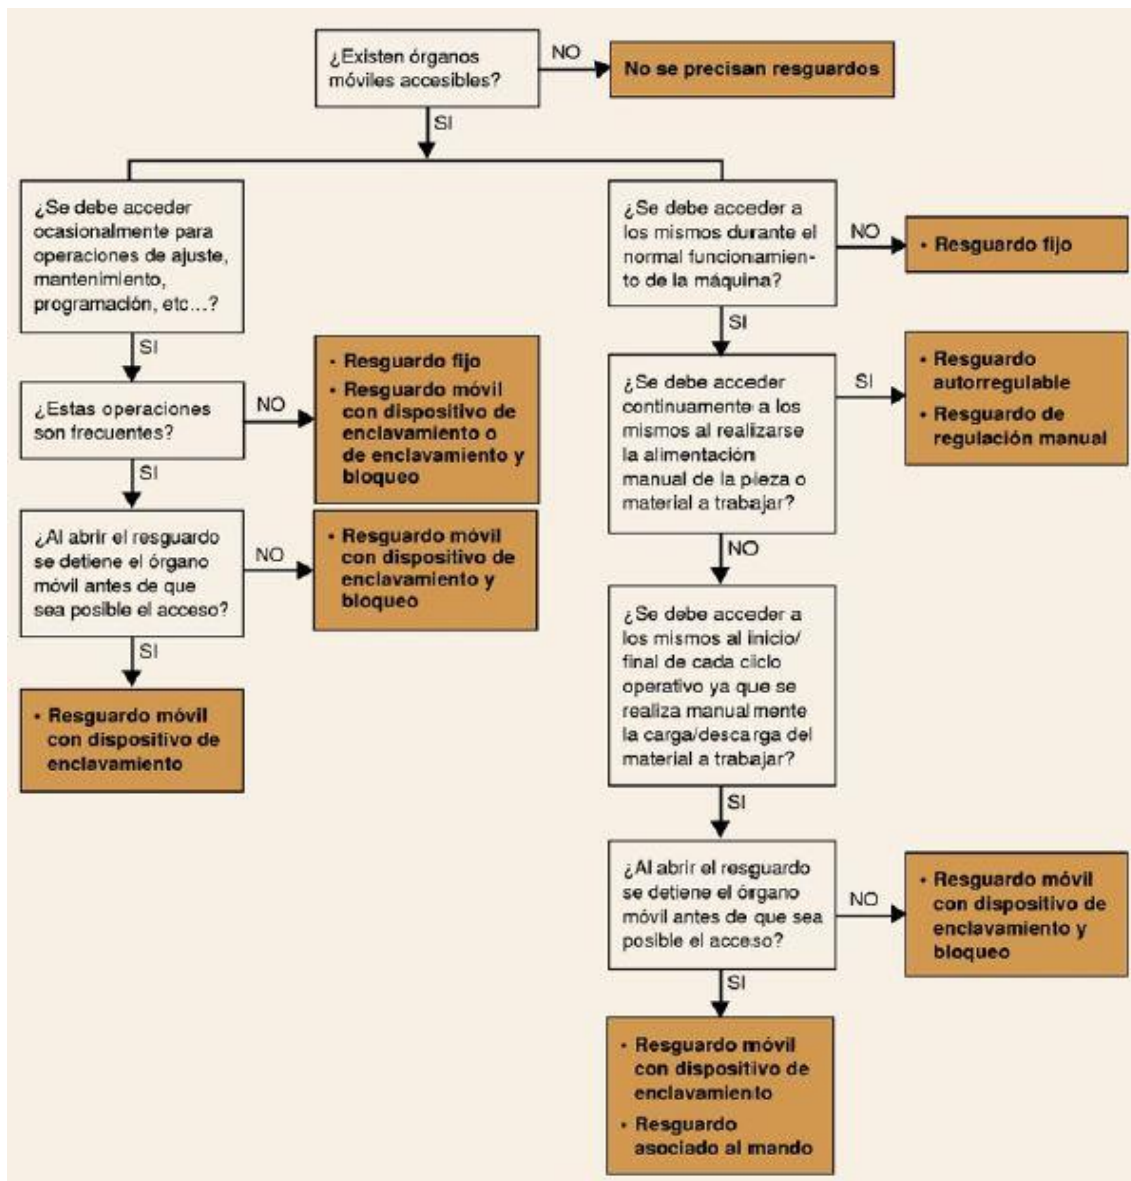 ¿Existen órganos
móviles accesibles?
NO
No se precisan resguardos
SI
¿Se debe acceder
ocasionalmente para
operaciones de ajuste,
mantenimiento,
programación, etc...?
SI
¿Estas operaciones
son frecuentes?
NO
• Resguardo fijo
• Resguardo móvil
con dispositivo de
enclavamiento o
de enclavamiento y
bloqueo
SI
¿Al abrir el resguardo
se detiene el órgano
móvil antes de que
sea posible el acceso?
NO
• Resguardo móvil
con dispositivo de
enclavamiento y
bloqueo
SI
• Resguardo móvil
con dispositivo de
enclavamiento
¿Se debe acceder a
los mismos durante el
normal funcionamien-
to de la máquina?
NO
• Resguardo fijo
SI
¿Se debe acceder
continuamente a los
mismos al realizarse
la alimentación
manual de la pieza o
material a trabajar?
SI
• Resguardo
autorregulable
• Resguardo de
regulación manual
NO
¿Se debe acceder a
los mismos al inicio/
final de cada ciclo
operativo ya que se
realiza manualmente
la carga/descarga del
material a trabajar?
SI
¿Al abrir el resguardo
se detiene el órgano
móvil antes de que sea
posible el acceso?
NO
• Resguardo móvil
con dispositivo de
enclavamiento y
bloqueo
SI
• Resguardo móvil
con dispositivo de
enclavamiento
• Resguardo
asociado al mando